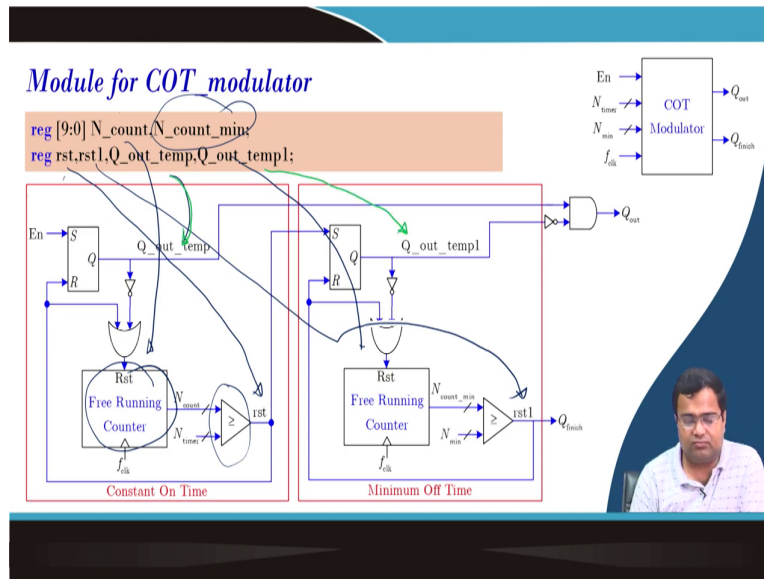 Module for COT_modulator
reg [9:0] N_count,N_count_min;
reg rst,rst1,Q_out_temp,Q_out_temp1;
En
N_timer
N_min
f_clk
COT
Modulator
Q_out
Q_finish
En
S
Q
R
Q_out_temp
Rst
Free Running
Counter
f_clk
N_count
N_timer
≥
rst
Constant On Time
S
Q
R
Q_out_temp1
Rst
Free Running
Counter
f_clk
N_count_min
N_min
≥
rst1
Q_finish
Minimum Off Time
Q_out